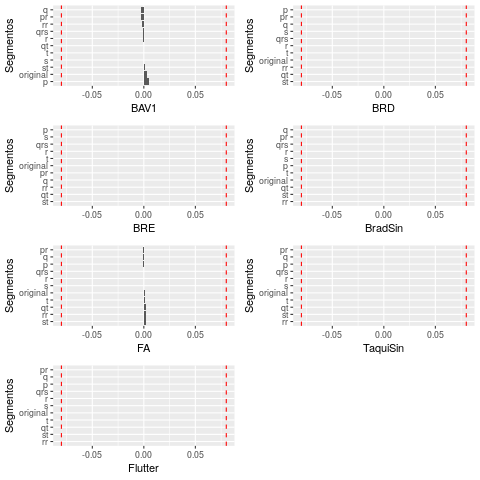 Segmentos
q
pr
rr
qrs
r
qt
t
s
st
original
p
-0.05 0.00 0.05
BAV1
Segmentos
p
pr
q
s
qrs
r
t
original
rr
qt
st
-0.05 0.00 0.05
BRD
Segmentos
p
s
qrs
r
t
original
pr
q
rr
qt
st
-0.05 0.00 0.05
BRE
Segmentos
q
pr
qrs
r
s
p
t
original
qt
st
rr
-0.05 0.00 0.05
BradSin
Segmentos
pr
q
p
qrs
r
s
original
t
qt
rr
st
-0.05 0.00 0.05
FA
Segmentos
pr
q
p
qrs
r
s
original
t
qt
st
rr
-0.05 0.00 0.05
TaquiSin
Segmentos
pr
q
p
qrs
r
s
original
t
qt
st
rr
-0.05 0.00 0.05
Flutter